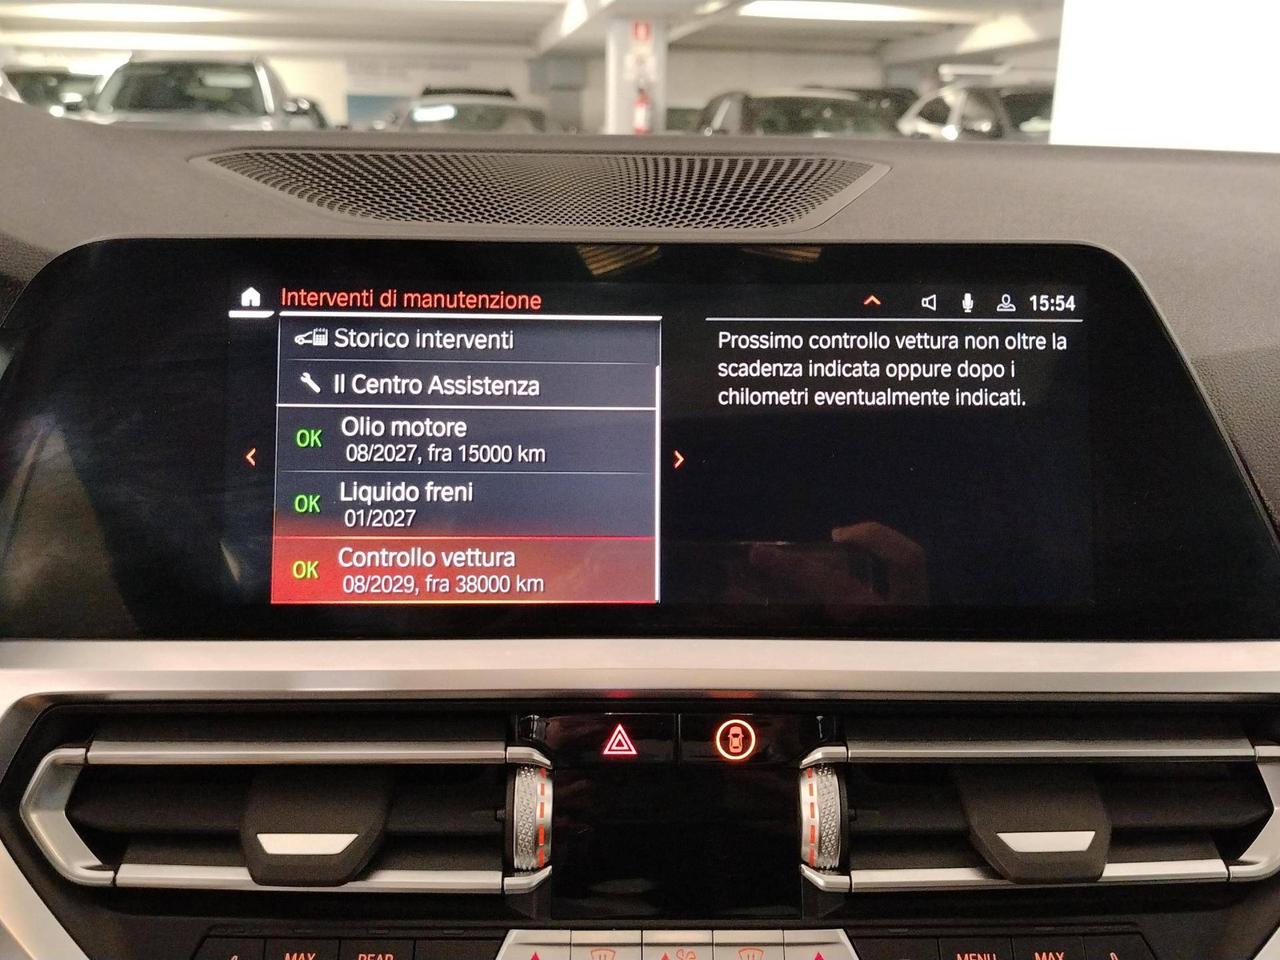 Interventi di manutenzione
15:54
Storico interventi
Il Centro Assistenza
OK Olio motore
08/2027, fra 15000 km
OK Liquido freni
01/2027
OK Controllo vettura
08/2029, fra 38000 km
Prossimo controllo vettura non oltre la
scadenza indicata oppure dopo i
chilometri eventualmente indicati.
MAX
REAR
MENU
MAX